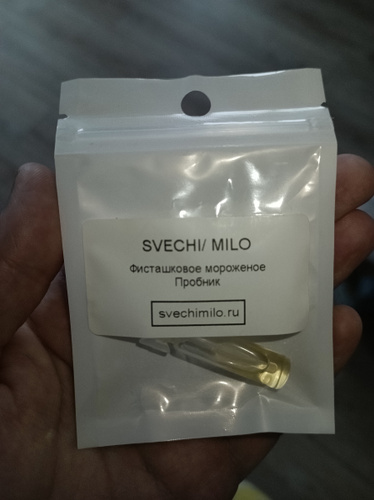 SVECHI/ MILO
Фисташковое мороженое
Пробник
svechimilo.ru